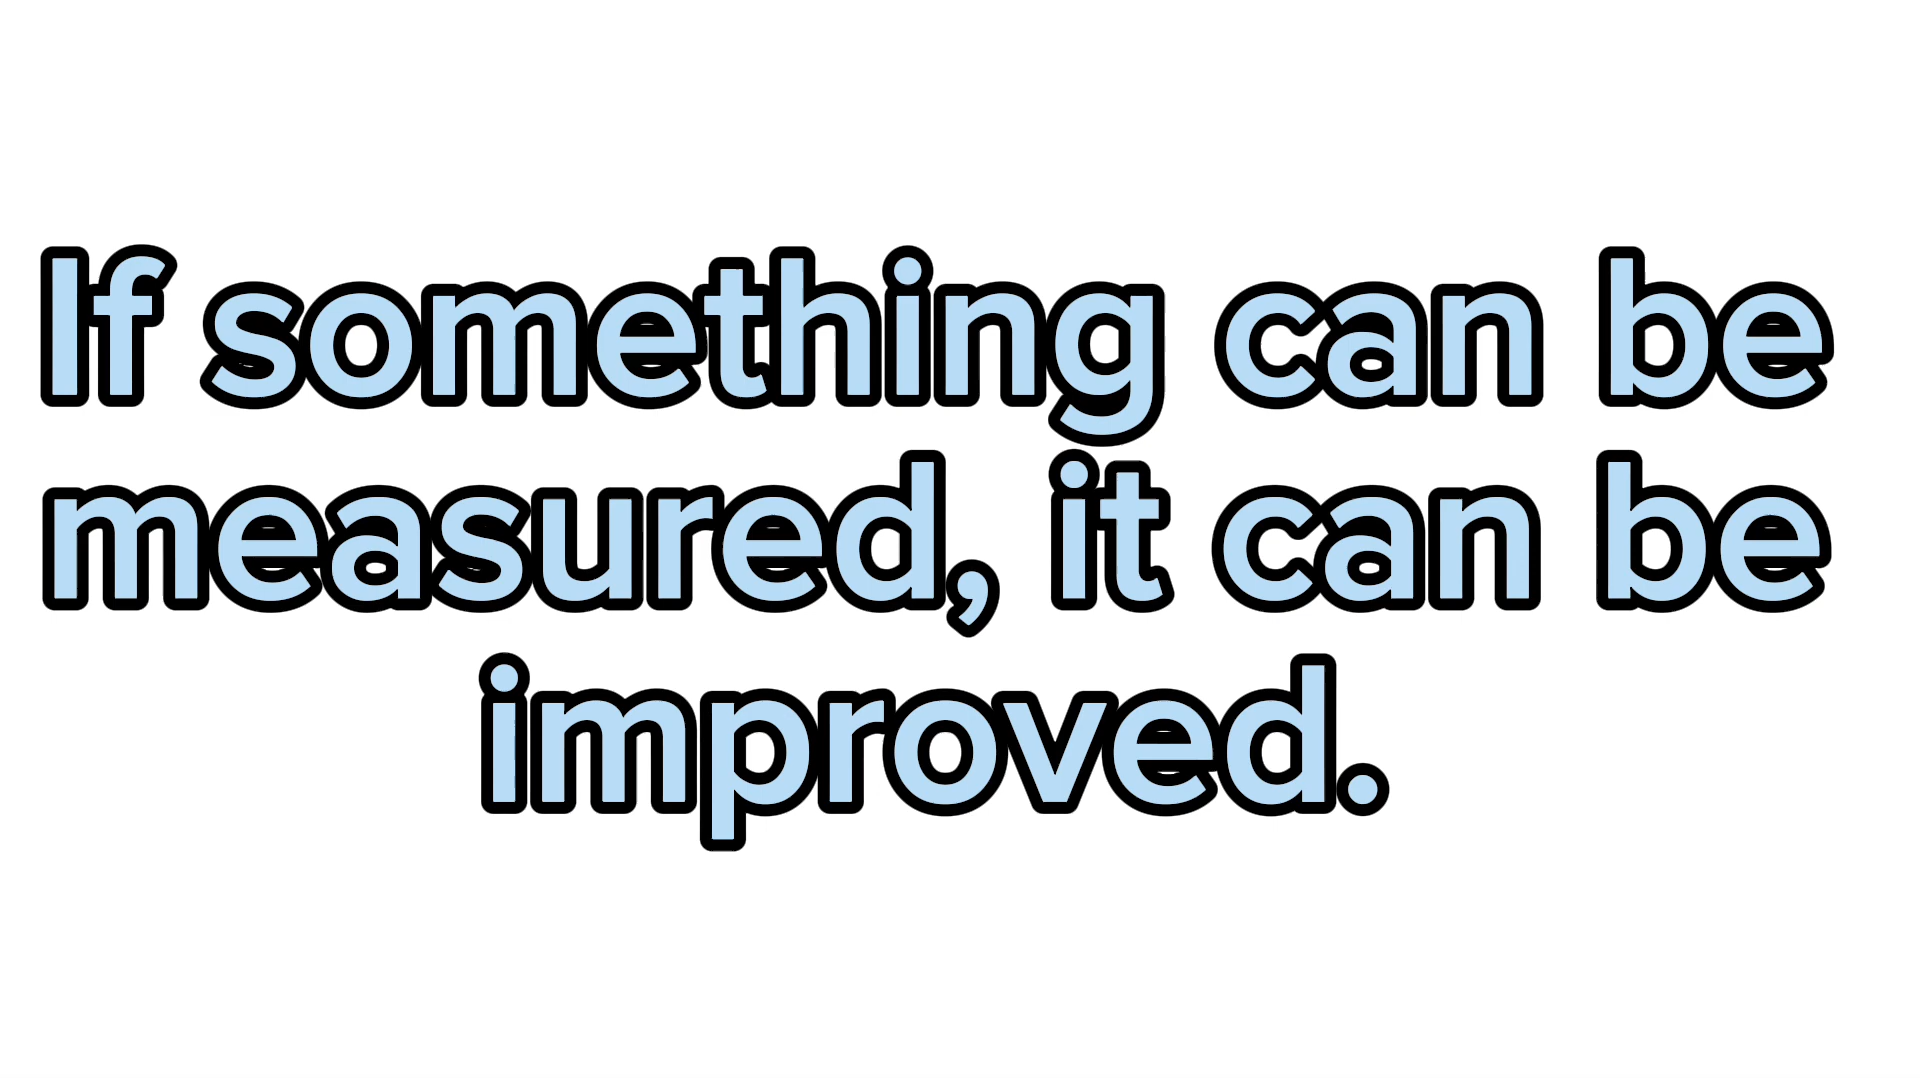 If something can be
measured, it can be
improved.